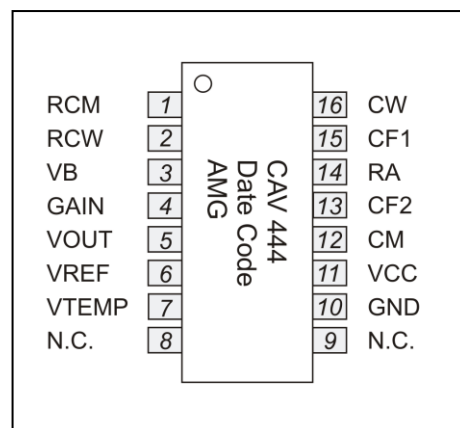 RCM 1 16 CW
RCW 2 15 CF1
VB 3 14 RA
GAIN 4 13 CF2
VOUT 5 12 CM
VREF 6 11 VCC
VTEMP 7 10 GND
N.C. 8 9 N.C.
CAV 444
Date Code
AMG